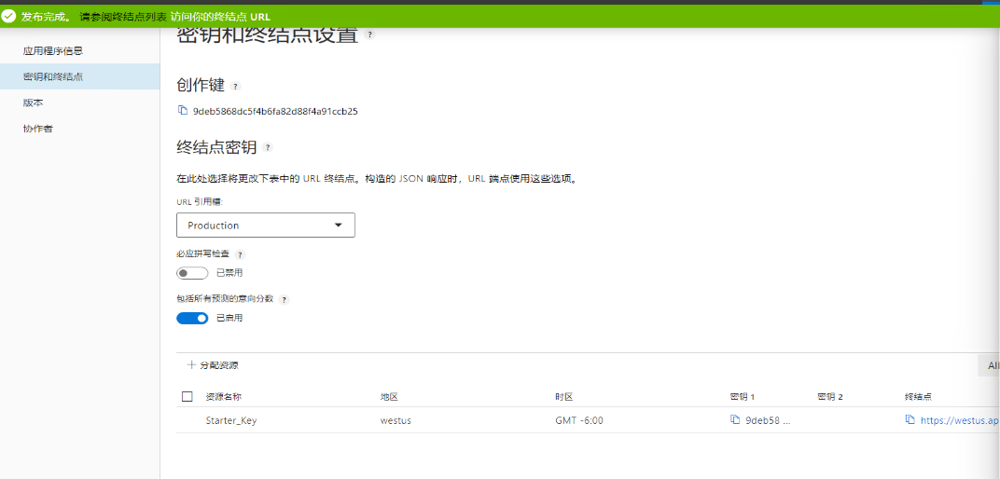 发布完成。 请参阅终结点列表 访问你的终结点 URL
密钥和终结点设置 ?
应用程序信息
密钥和终结点
版本
协作者
创作键 ?
9deb5868dc5f4b6fa82d88f4a91ccb25
终结点密钥 ?
在此处选择将更改下表中的 URL 终结点。构造的 JSON 响应时，URL 端点使用这些选项。
URL 引用槽:
Production
必应拼写检查 ?
已禁用
包括所有预测的意向分数 ?
已启用
+ 分配资源 All
资源名称 地区 时区 密钥 1 密钥 2 终结点
Starter_Key westus GMT -6:00 9deb58 ... https://westus.ap